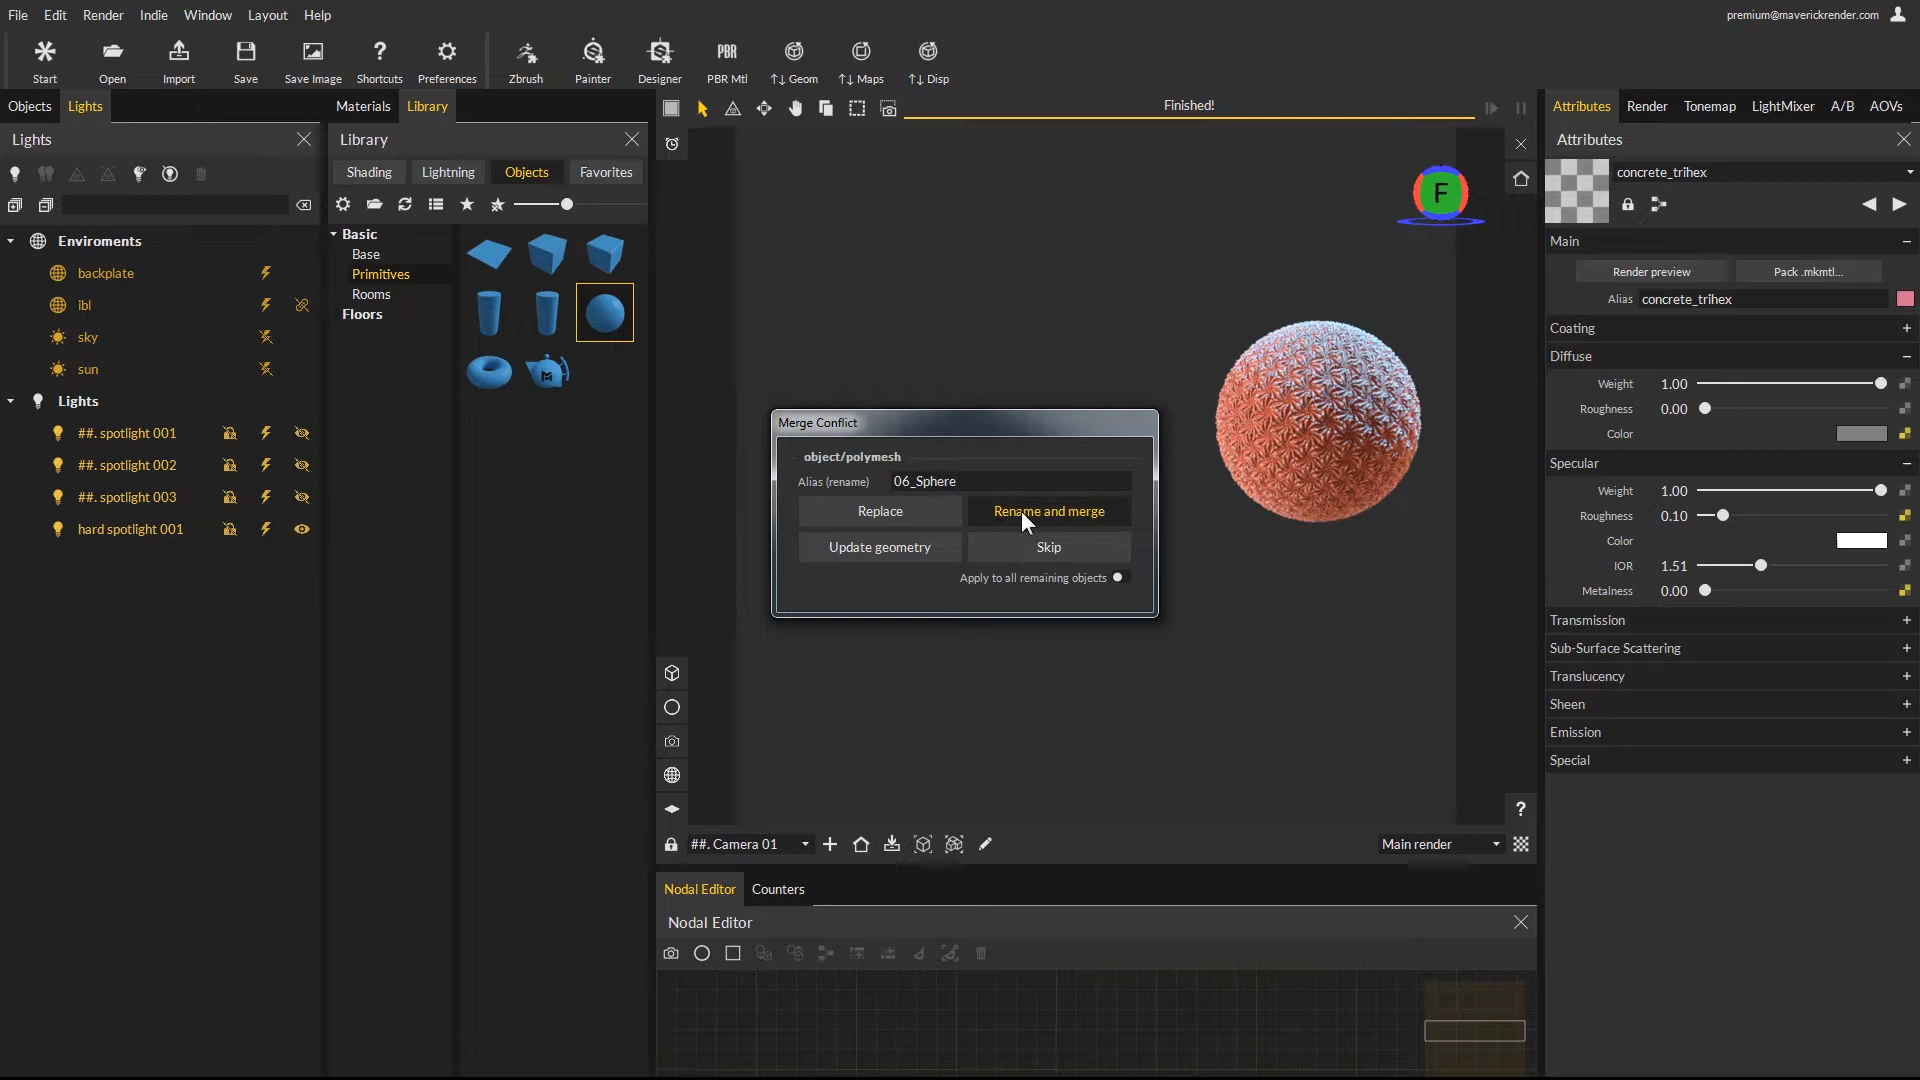 File Edit Render Indie Window Layout Help
premium@maverickrender.com
Start Open Import Save Save Image Shortcuts Preferences Zbrush Painter Designer PBR Mtl ↑↓ Geom ↑↓ Maps ↑↓ Disp
PBR
Objects Lights
Lights
Enviroments
backplate
ibl
sky
sun
Lights
##. spotlight 001
##. spotlight 002
##. spotlight 003
hard spotlight 001
Materials Library
Library
Shading Lightning Objects Favorites
Basic
Base
Primitives
Rooms
Floors
M
Finished!
F
Merge Conflict
object/polymesh
Alias (rename) 06_Sphere
Replace Rename and merge
Update geometry Skip
Apply to all remaining objects
?
##. Camera 01
Main render
Nodal Editor Counters
Nodal Editor
Attributes Render Tonemap LightMixer A/B AOVs
Attributes
concrete_trihex
Main
Render preview Pack .mkmtl...
Alias concrete_trihex
Coating
Diffuse
Weight 1.00
Roughness 0.00
Color
Specular
Weight 1.00
Roughness 0.10
Color
IOR 1.51
Metalness 0.00
Transmission
Sub-Surface Scattering
Translucency
Sheen
Emission
Special